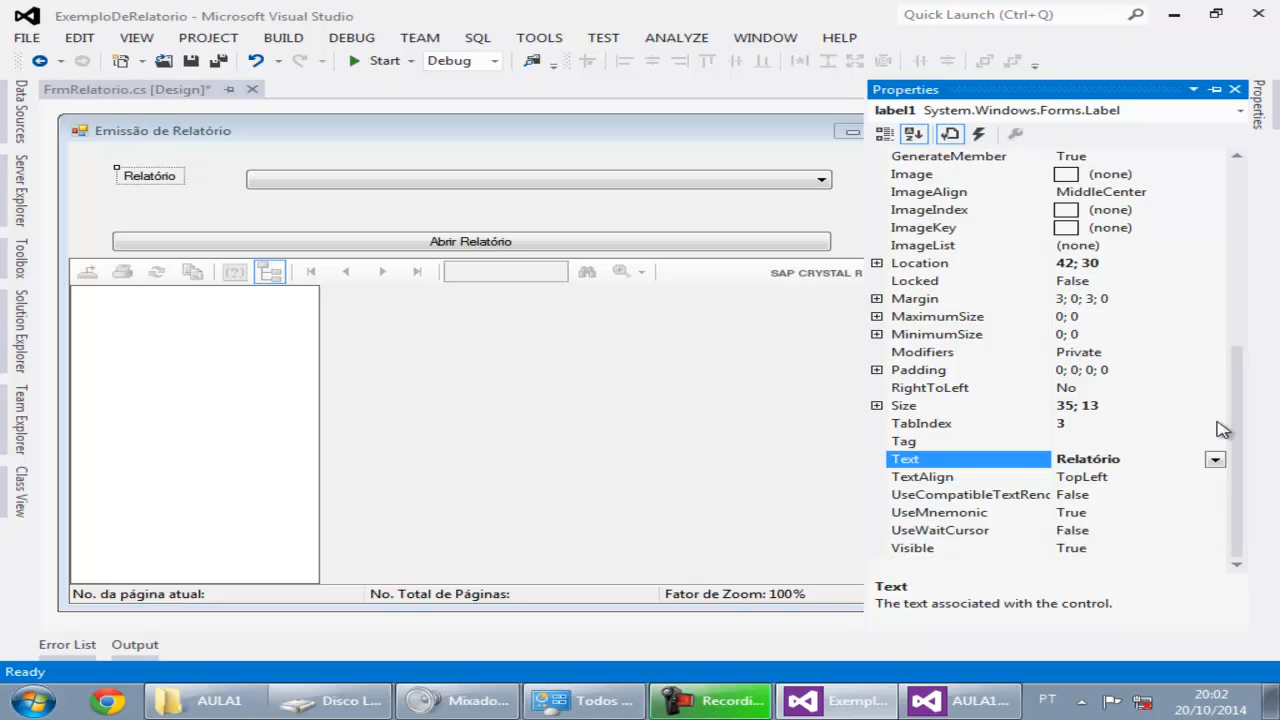 ExemploDeRelatorio - Microsoft Visual Studio
Quick Launch (Ctrl+Q)
FILE EDIT VIEW PROJECT BUILD DEBUG TEAM SQL TOOLS TEST ANALYZE WINDOW HELP
Start Debug
FrmRelatorio.cs [Design]*
Data Sources
Server Explorer
Toolbox
Solution Explorer
Team Explorer
Class View
Emissão de Relatório
Relatório
Abrir Relatório
SAP CRYSTAL R
No. da página atual: No. Total de Páginas: Fator de Zoom: 100%
Properties
label1 System.Windows.Forms.Label
GenerateMember True
Image (none)
ImageAlign MiddleCenter
ImageIndex (none)
ImageKey (none)
ImageList (none)
Location 42; 30
Locked False
Margin 3; 0; 3; 0
MaximumSize 0; 0
MinimumSize 0; 0
Modifiers Private
Padding 0; 0; 0; 0
RightToLeft No
Size 35; 13
TabIndex 3
Tag
Text Relatório
TextAlign TopLeft
UseCompatibleTextRend False
UseMnemonic True
UseWaitCursor False
Visible True
Text
The text associated with the control.
Properties
Error List Output
Ready
AULA1 Disco L... Mixado... Todos ... Recordi... Exempl... AULA1... PT 20:02
20/10/2014